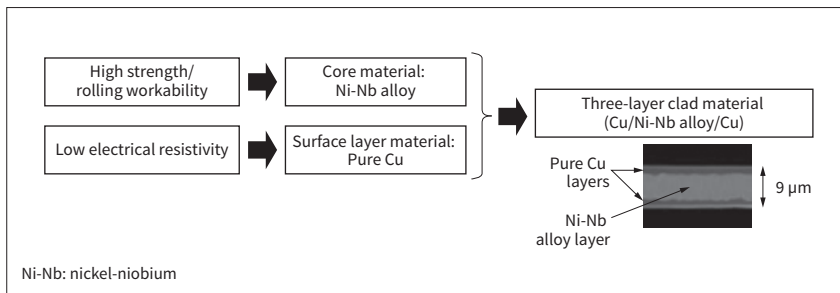 High strength/
rolling workability
Core material:
Ni-Nb alloy
Low electrical resistivity
Surface layer material:
Pure Cu
Three-layer clad material
(Cu/Ni-Nb alloy/Cu)
Pure Cu
layers
9 μm
Ni-Nb
alloy layer
Ni-Nb: nickel-niobium